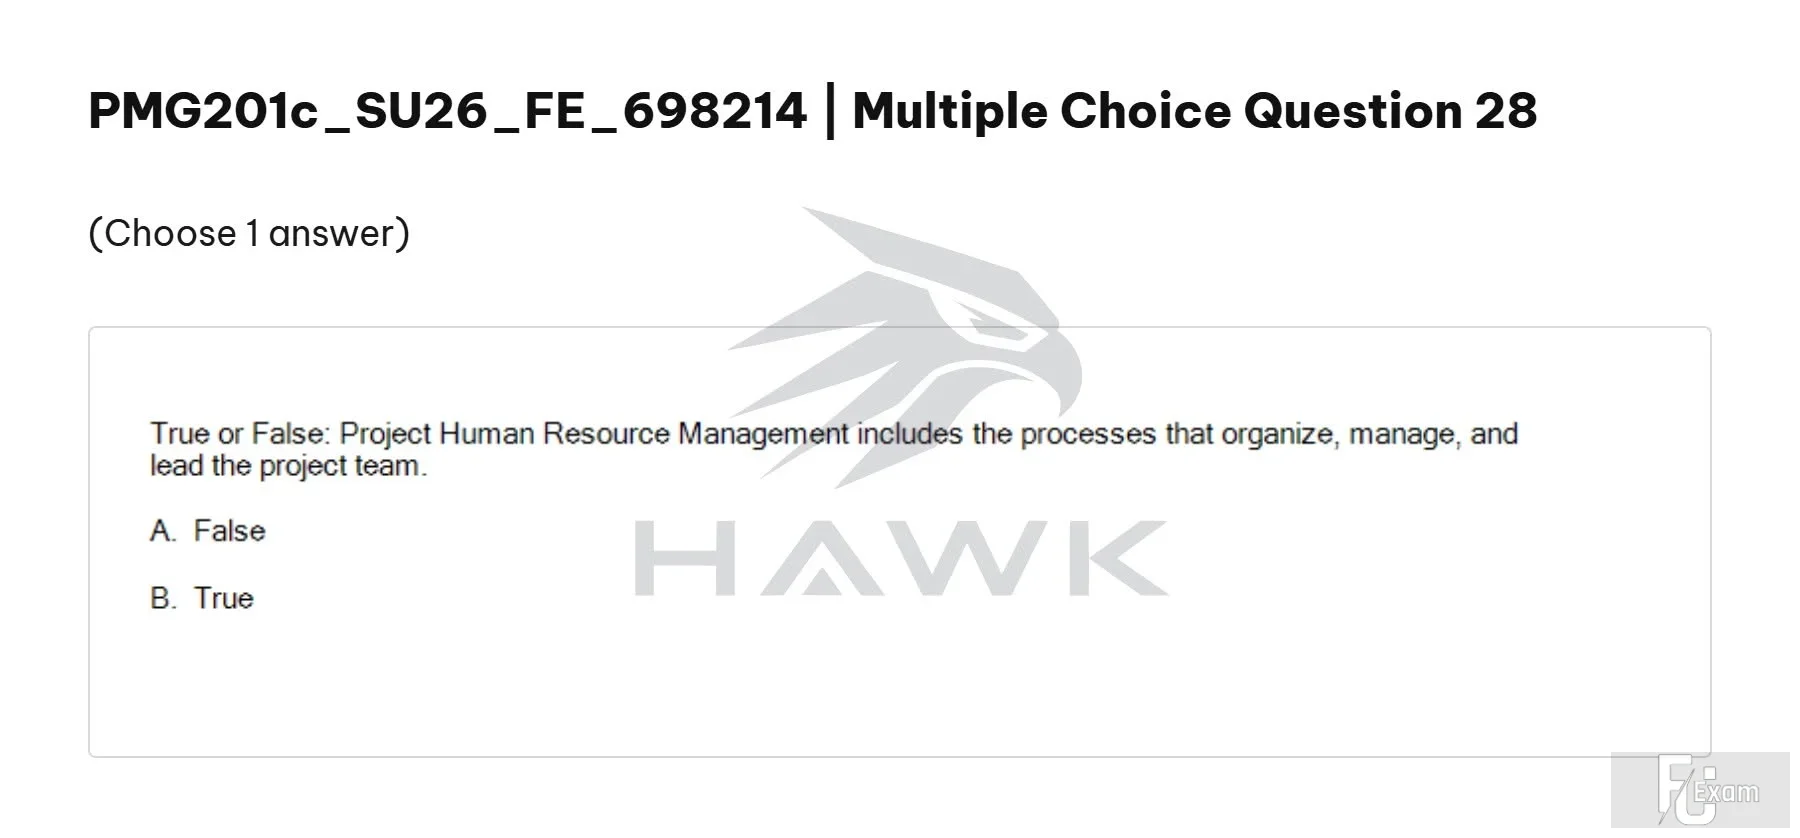 PMG201c_SU26_FE_698214 | Multiple Choice Question 28
(Choose 1 answer)
True or False: Project Human Resource Management includes the processes that organize, manage, and
lead the project team.
A. False
B. True
HAWK
FC Exam